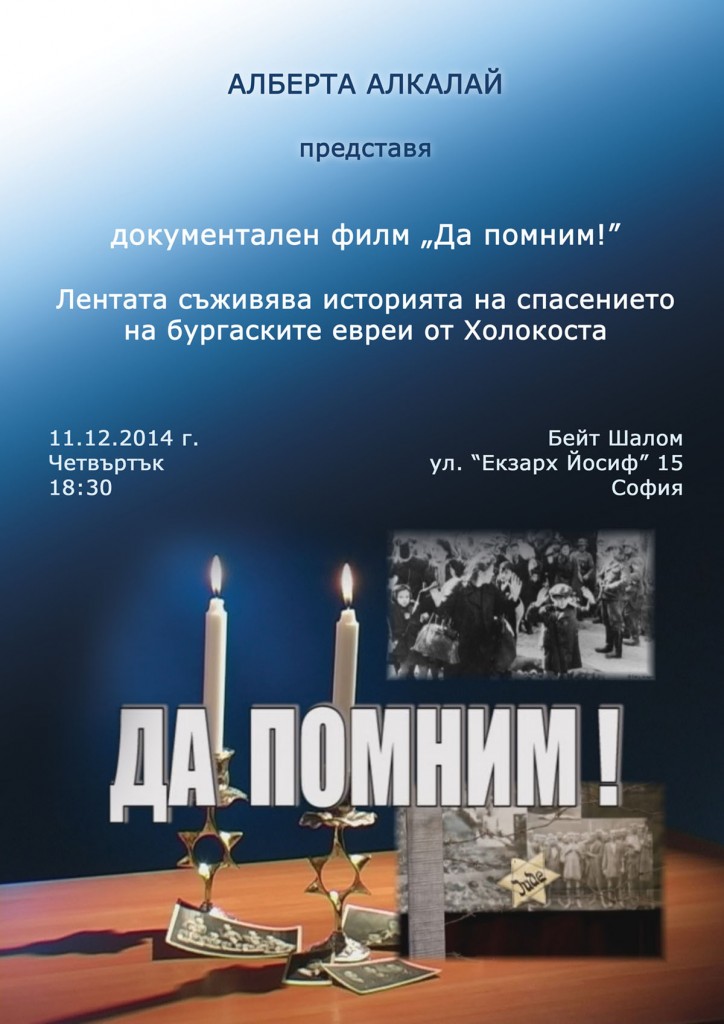 АЛБЕРТА АЛКАЛАЙ
представя
документален филм „Да помним!”
Лентата съживява историята на спасението
на бургаските евреи от Холокоста
11.12.2014 г.
Четвъртък
18:30
Бейт Шалом
ул. “Екзарх Йосиф” 15
София
ДА ПОМНИМ !
Jude